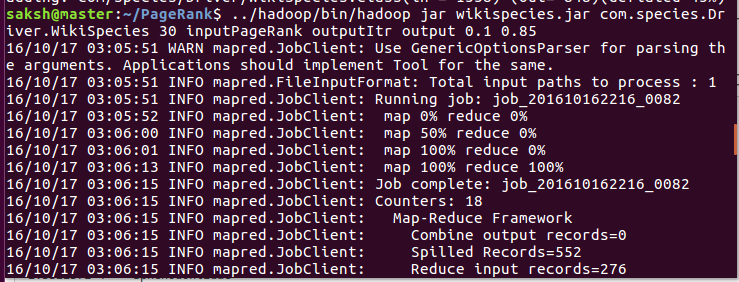 saksh@master:~/PageRank$ ../hadoop/bin/hadoop jar wikispecies.jar com.species.Dr
iver.WikiSpecies 30 inputPageRank outputItr output 0.1 0.85
16/10/17 03:05:51 WARN mapred.JobClient: Use GenericOptionsParser for parsing th
e arguments. Applications should implement Tool for the same.
16/10/17 03:05:51 INFO mapred.FileInputFormat: Total input paths to process : 1
16/10/17 03:05:51 INFO mapred.JobClient: Running job: job_201610162216_0082
16/10/17 03:05:52 INFO mapred.JobClient:  map 0% reduce 0%
16/10/17 03:06:00 INFO mapred.JobClient:  map 50% reduce 0%
16/10/17 03:06:01 INFO mapred.JobClient:  map 100% reduce 0%
16/10/17 03:06:13 INFO mapred.JobClient:  map 100% reduce 100%
16/10/17 03:06:15 INFO mapred.JobClient: Job complete: job_201610162216_0082
16/10/17 03:06:15 INFO mapred.JobClient: Counters: 18
16/10/17 03:06:15 INFO mapred.JobClient:   Map-Reduce Framework
16/10/17 03:06:15 INFO mapred.JobClient:     Combine output records=0
16/10/17 03:06:15 INFO mapred.JobClient:     Spilled Records=552
16/10/17 03:06:15 INFO mapred.JobClient:     Reduce input records=276